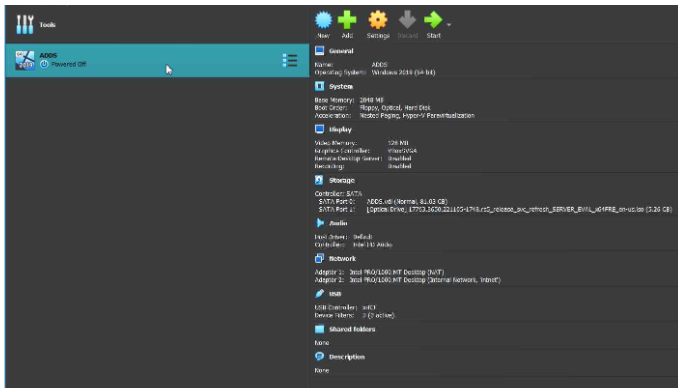 Tools
ADDS
2019 Powered Off
New Add Settings Discard Start
General
Name: ADDS
Operating System: Windows 2019 (64-bit)
System
Base Memory: 2048 MB
Boot Order: Floppy, Optical, Hard Disk
Acceleration: Nested Paging, Hyper-V Paravirtualization
Display
Video Memory: 128 MB
Graphics Controller: VBoxSVGA
Remote Desktop Server: Disabled
Recording: Disabled
Storage
Controller: SATA
SATA Port 0: ADDS.vdi (Normal, 81.03 GB)
SATA Port 1: [Optical Drive] 17763.3650.221105-1748.rs5_release_svc_refresh_SERVER_EVAL_x64FRE_en-us.iso (5.26 GB)
Audio
Host Driver: Default
Controller: Intel HD Audio
Network
Adapter 1: Intel PRO/1000 MT Desktop (NAT)
Adapter 2: Intel PRO/1000 MT Desktop (Internal Network, 'intnet')
USB
USB Controller: xHCI
Device Filters: 0 (0 active)
Shared folders
None
Description
None